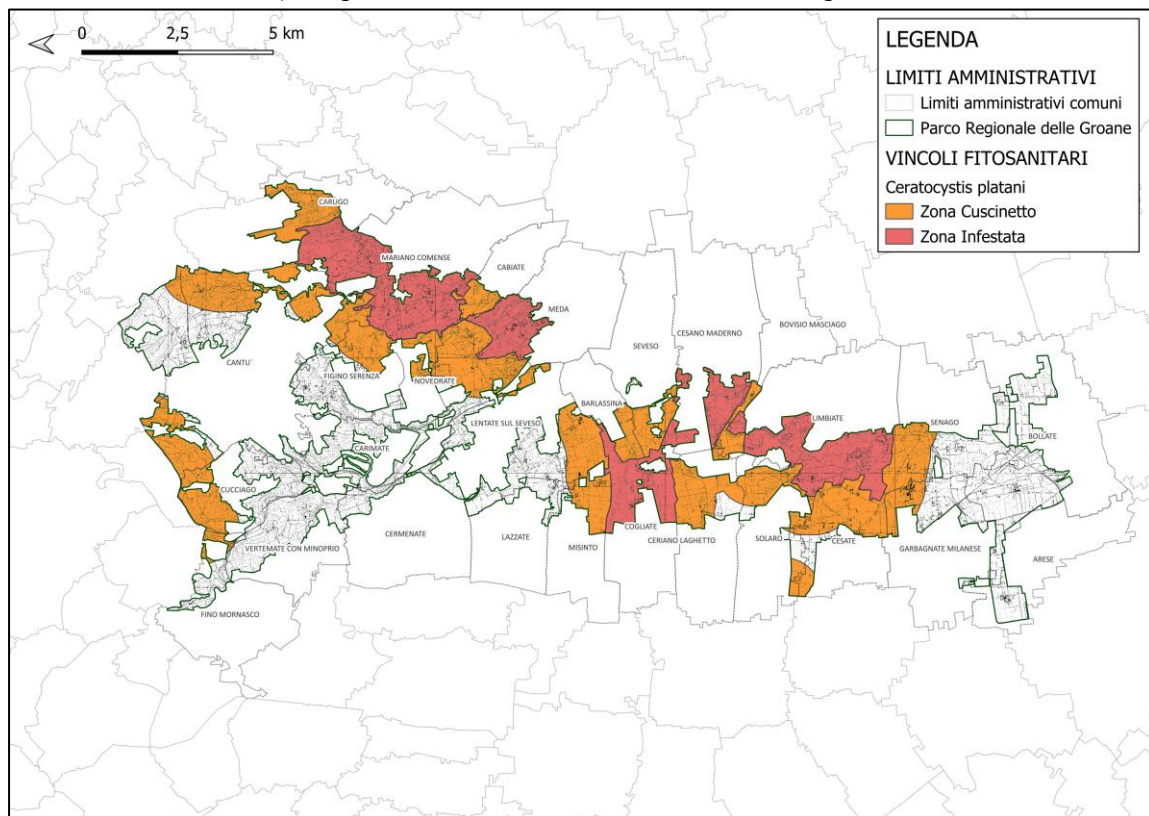 0 2,5 5 km
LEGENDA
LIMITI AMMINISTRATIVI
Limiti amministrativi comuni
Parco Regionale delle Groane
VINCOLI FITOSANITARI
Ceratocystis platani
Zona Cuscinetto
Zona Infestata
CARUGO
MARIANO COMENSE
CABIATE
MEDA
CESANO MADERNO
BOVISIO MASCIAGO
SEVESO
CANTU`
FIGINO SERENZA
NOVEDRATE
BARLASSINA
LIMBIATE
SENAGO
LENTATE SUL SEVESO
BOLLATE
CARIMATE
CUCCIAGO
COGLIATE
VERTEMATE CON MINOPRIO
CERMENATE
LAZZATE
MISINTO
CERIANO LAGHETTO
SOLARO
CESATE
GARBAGNATE MILANESE
ARESE
FINO MORNASCO